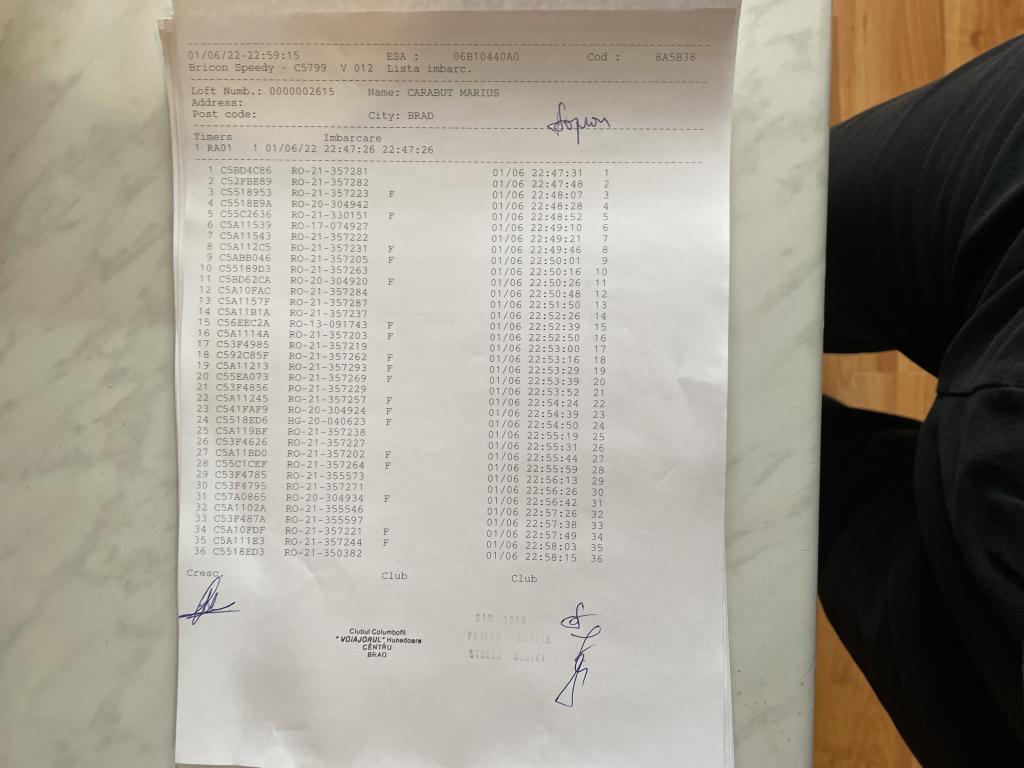 01/06/22-22:59:15 ESA : 06B10440A0 Cod : 8A5B38
Bricon Speedy - C5799 V 012 Lista imbarc.
Loft Numb.: 0000002615 Name: CARABUT MARIUS
Address:
Post code: City: BRAD
Sopron
Timers Imbarcare
1 RA01 1 01/06/22 22:47:26 22:47:26
1 C5BD4C86 RO-21-357281 01/06 22:47:31 1
2 C52FBE89 RO-21-357282 01/06 22:47:48 2
3 C5518953 RO-21-357223 F 01/06 22:48:07 3
4 C5518E9A RO-20-304942 01/06 22:48:28 4
5 C55C2636 RO-21-330151 F 01/06 22:48:52 5
6 C5A11539 RO-17-074927 01/06 22:49:10 6
7 C5A11543 RO-21-357222 01/06 22:49:21 7
8 C5A112C5 RO-21-357231 F 01/06 22:49:46 8
9 C5ABB046 RO-21-357205 F 01/06 22:50:01 9
10 C55189D3 RO-21-357263 01/06 22:50:16 10
11 C5BD62CA RO-20-304920 F 01/06 22:50:26 11
12 C5A10FAC RO-21-357284 01/06 22:50:48 12
13 C5A1157F RO-21-357287 01/06 22:51:50 13
14 C5A11B1A RO-21-357237 01/06 22:52:26 14
15 C56EEC2A RO-13-091743 F 01/06 22:52:39 15
16 C5A1114A RO-21-357203 F 01/06 22:52:50 16
17 C53F4985 RO-21-357219 01/06 22:53:00 17
18 C592C85F RO-21-357262 F 01/06 22:53:16 18
19 C5A11213 RO-21-357293 F 01/06 22:53:29 19
20 C55EA073 RO-21-357269 F 01/06 22:53:39 20
21 C53F4856 RO-21-357229 01/06 22:53:52 21
22 C5A11245 RO-21-357257 F 01/06 22:54:24 22
23 C541FAF9 RO-20-304924 F 01/06 22:54:39 23
24 C5518ED6 HG-20-040623 F 01/06 22:54:50 24
25 C5A119BF RO-21-357238 01/06 22:55:19 25
26 C53F4626 RO-21-357227 01/06 22:55:31 26
27 C5A11BD0 RO-21-357202 F 01/06 22:55:44 27
28 C55C1CEF RO-21-357264 F 01/06 22:55:59 28
29 C53F4785 RO-21-355573 01/06 22:56:13 29
30 C53F4795 RO-21-357271 01/06 22:56:26 30
31 C57A0865 RO-20-304934 F 01/06 22:56:42 31
32 C5A1102A RO-21-355546 01/06 22:57:26 32
33 C53F487A RO-21-355597 01/06 22:57:38 33
34 C5A10FDF RO-21-357221 F 01/06 22:57:49 34
35 C5A111E3 RO-21-357244 F 01/06 22:58:03 35
36 C5518ED3 RO-21-350382 01/06 22:58:15 36
Cresc. Club Club
Clubul Columbofil
"VOIAJORUL" Hunedoara
CENTRU
BRAD